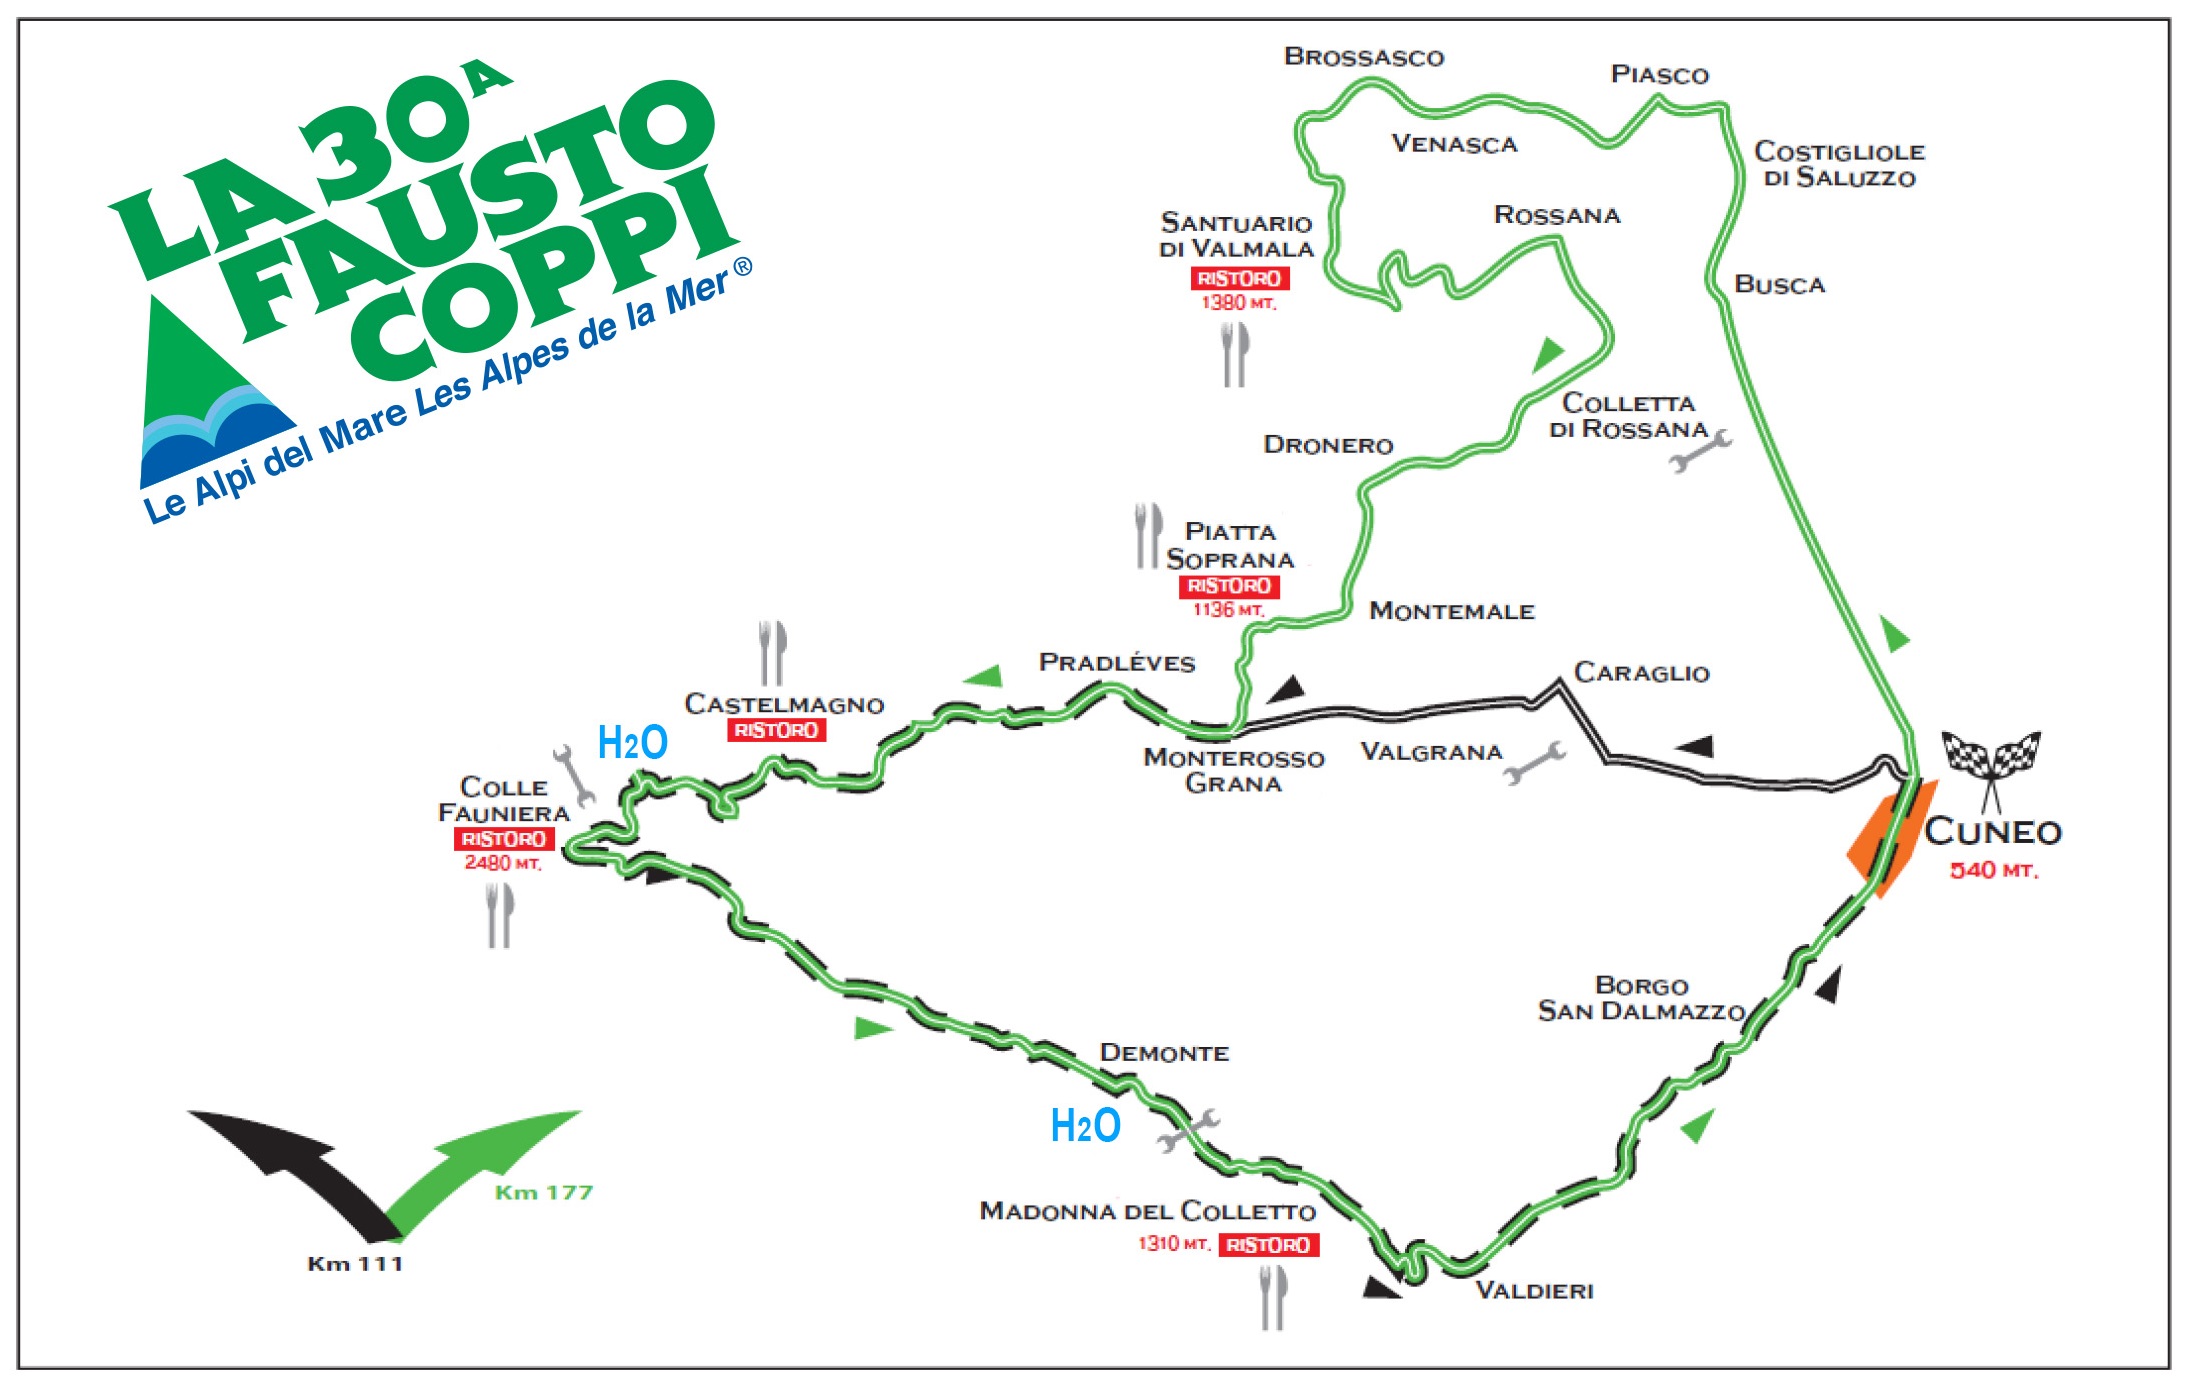 LA 30A
FAUSTO
COPPI
Le Alpi del Mare Les Alpes de la Mer®
BROSSASCO
PIASCO
VENASCA
COSTIGLIOLE
DI SALUZZO
SANTUARIO
DI VALMALA
RISTORO
1380 MT.
ROSSANA
BUSCA
COLLETTA
DI ROSSANA
DRONERO
PIATTA
SOPRANA
RISTORO
1136 MT.
MONTEMALE
PRADLÉVES
CARAGLIO
CASTELMAGNO
RISTORO
H2O
MONTEROSSO
GRANA
VALGRANA
COLLE
FAUNIERA
RISTORO
2480 MT.
CUNEO
540 MT.
BORGO
SAN DALMAZZO
DEMONTE
H2O
MADONNA DEL COLLETTO
1310 MT. RISTORO
VALDIERI
Km 177
Km 111